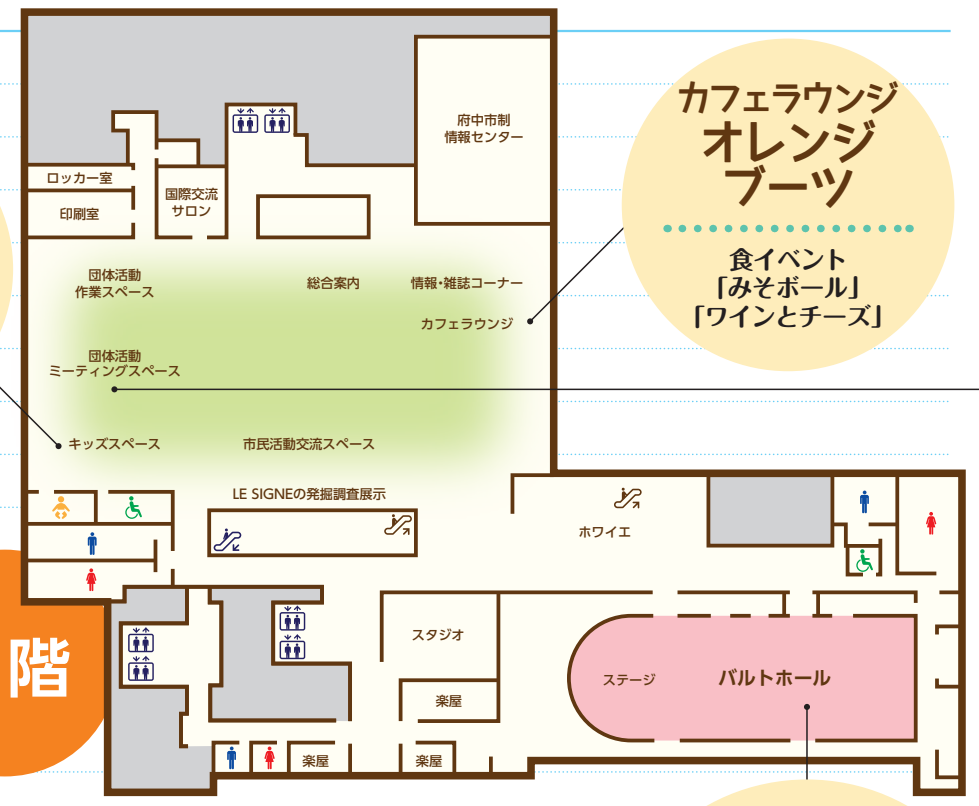 カフェラウンジ
オレンジ
ブーツ
食イベント
「みそボール」
「ワインとチーズ」
府中市制
情報センター
ロッカー室
印刷室
国際交流
サロン
団体活動
作業スペース
総合案内
情報・雑誌コーナー
カフェラウンジ
団体活動
ミーティングスペース
キッズスペース
市民活動交流スペース
LE SIGNEの発掘調査展示
ホワイエ
スタジオ
楽屋
ステージ
バルトホール
楽屋
楽屋
階